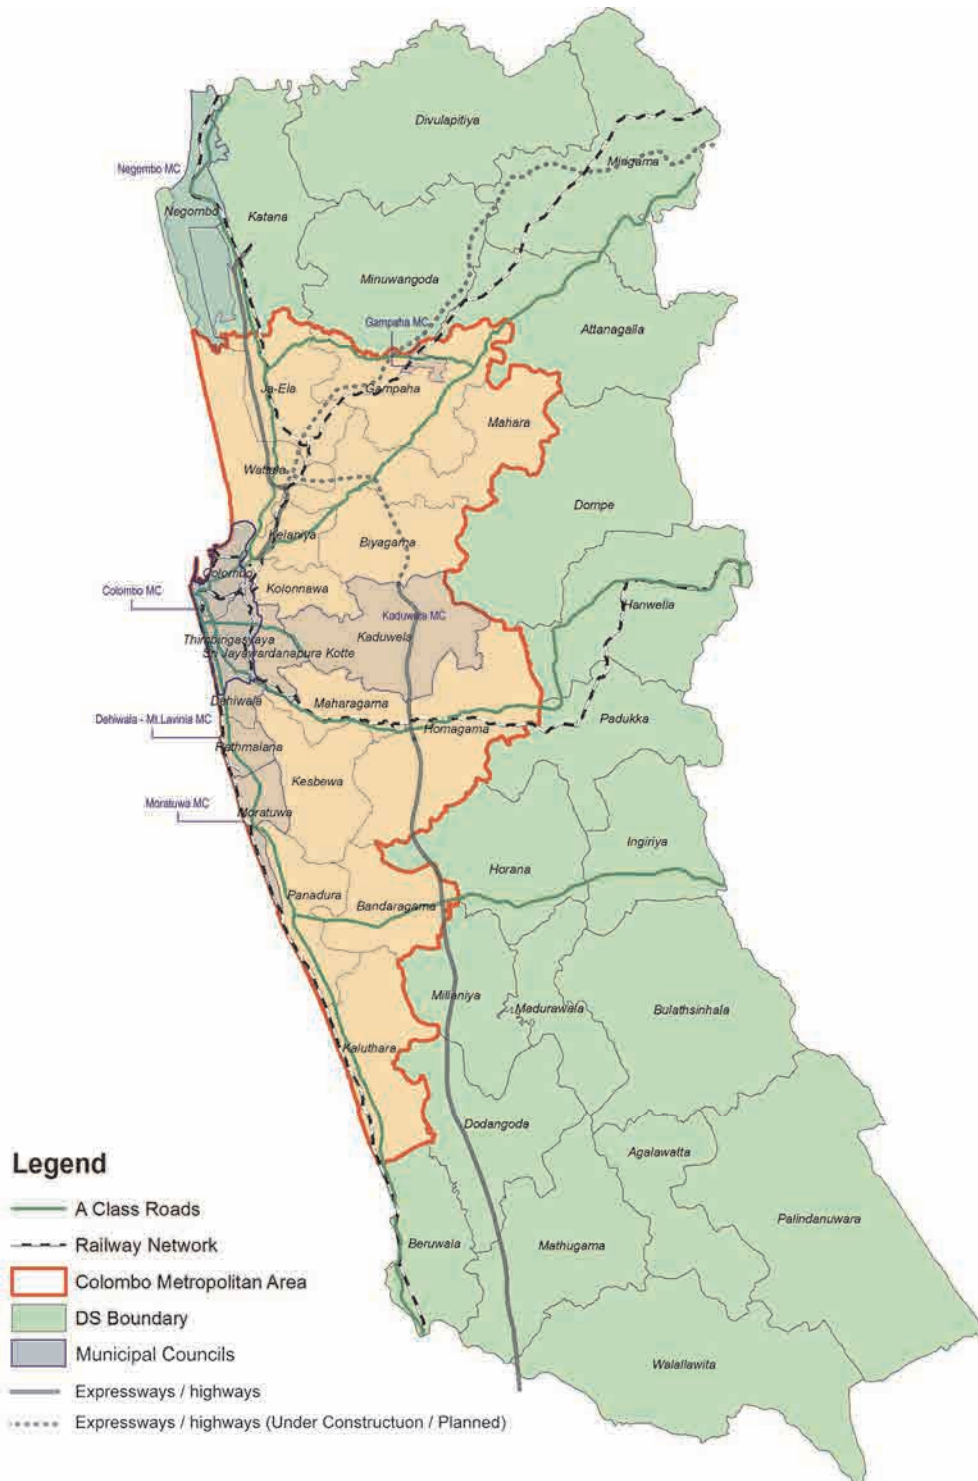 Divulapitiya
Mirigama
Negombo MC
Negombo
Katana
Minuwangoda
Gampaha MC
Attanagalla
Ja-Ela
Gampaha
Mahara
Wattala
Dompe
Kelaniya
Biyagama
Colombo
Kolonnawa
Colombo MC
Hanwella
Kaduwela MC
Thimbirigasyaya
Kaduwela
Sri Jayawardanapura Kotte
Dehiwala
Maharagama
Dehiwala - Mt.Lavinia MC
Padukka
Homagama
Rathmalana
Kesbewa
Moratuwa MC
Moratuwa
Ingiriya
Horana
Panadura
Bandaragama
Millaniya
Madurawala
Bulathsinhala
Kaluthara
Dodangoda
Agalawatta
Palindanuwara
Beruwala
Mathugama
Walallawita
Legend
A Class Roads
Railway Network
Colombo Metropolitan Area
DS Boundary
Municipal Councils
Expressways / highways
Expressways / highways (Under Constructuon / Planned)